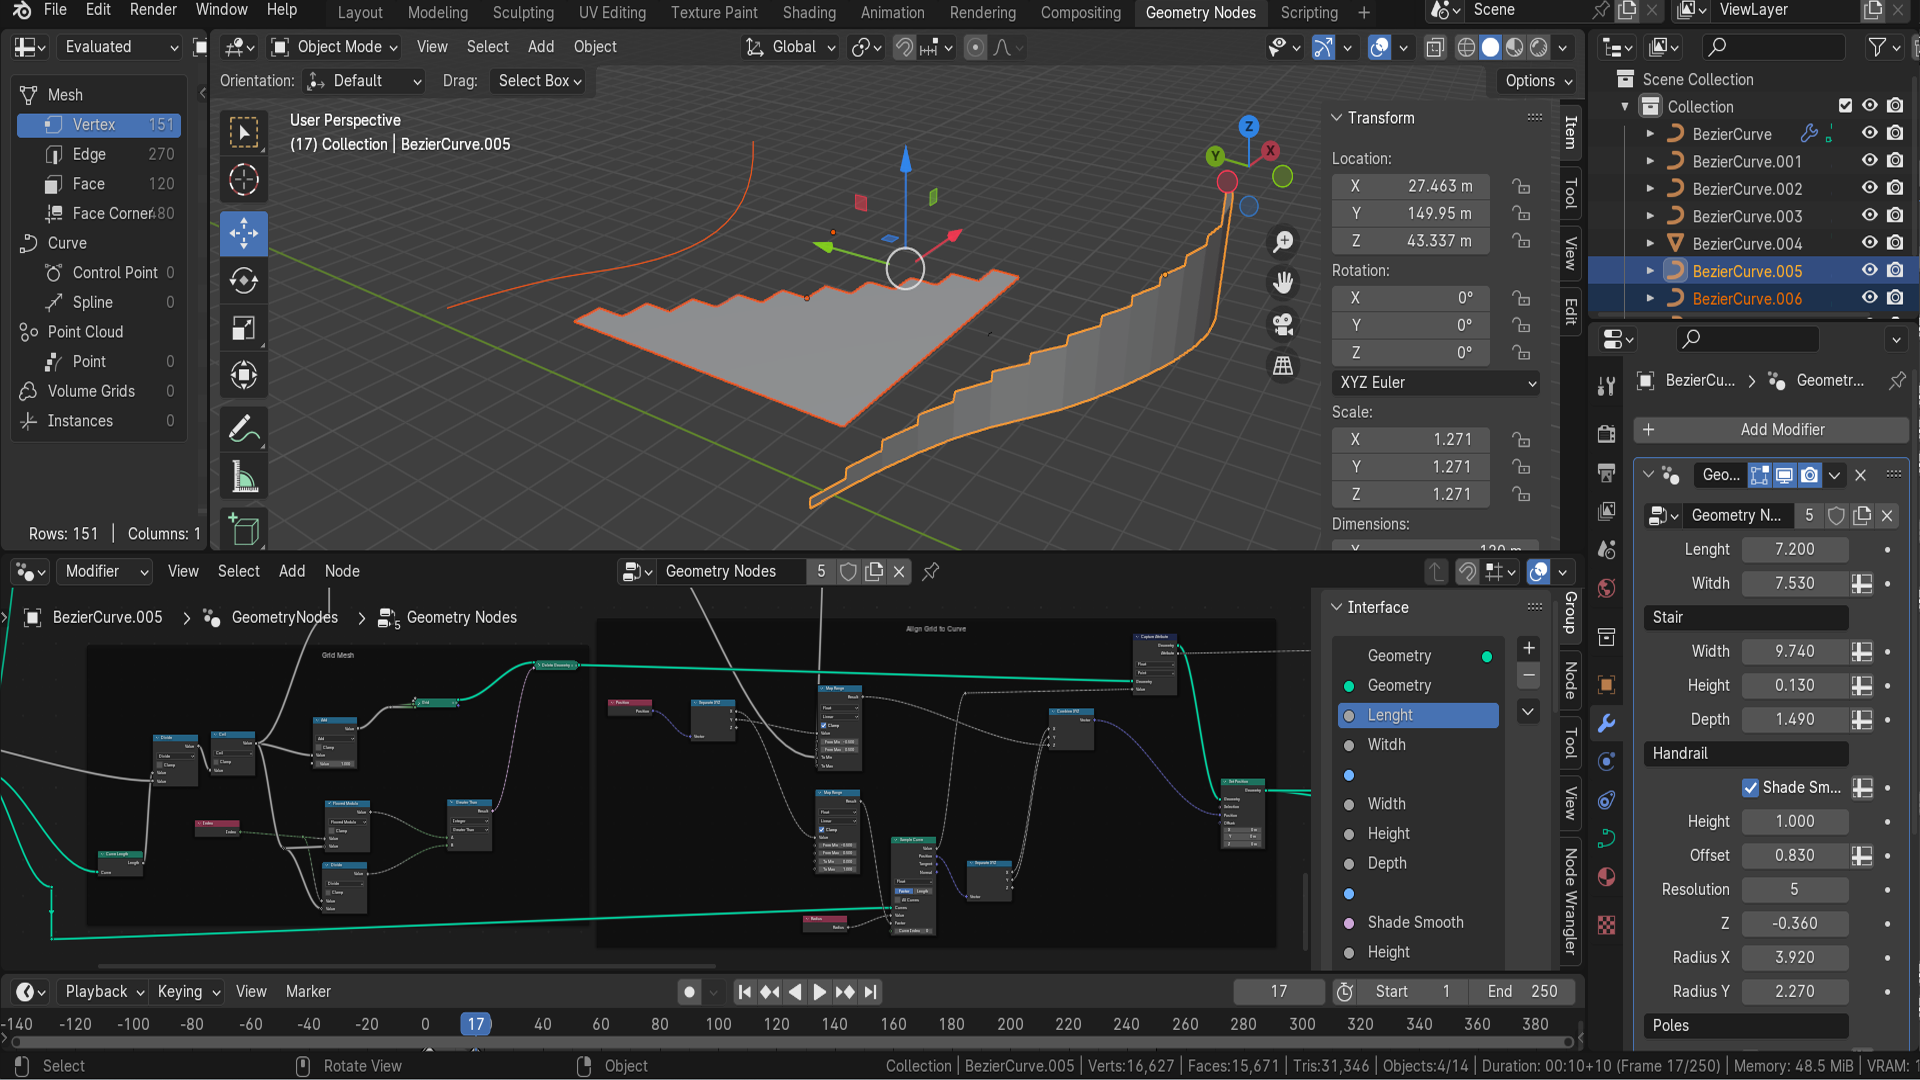 File Edit Render Window Help Layout Modeling Sculpting UV Editing Texture Paint Shading Animation Rendering Compositing Geometry Nodes Scripting + Scene ViewLayer
Evaluated
Object Mode View Select Add Object Global
Orientation: Default Drag: Select Box Options
Mesh
Vertex 151
Edge 270
Face 120
Face Corner 480
Curve
Control Point 0
Spline 0
Point Cloud
Point 0
Volume Grids 0
Instances 0
Rows: 151 | Columns: 1
User Perspective
(17) Collection | BezierCurve.005
Z
Y
X
Transform
Location:
X 27.463 m
Y 149.95 m
Z 43.337 m
Rotation:
X 0°
Y 0°
Z 0°
XYZ Euler
Scale:
X 1.271
Y 1.271
Z 1.271
Dimensions:
Item
Tool
View
Edit
Scene Collection
Collection
BezierCurve
BezierCurve.001
BezierCurve.002
BezierCurve.003
BezierCurve.004
BezierCurve.005
BezierCurve.006
BezierCu... > Geometr...
+ Add Modifier
Geo...
Geometry N... 5
Lenght 7.200
Witdh 7.530
Stair
Width 9.740
Height 0.130
Depth 1.490
Handrail
Shade Sm...
Height 1.000
Offset 0.830
Resolution 5
Z -0.360
Radius X 3.920
Radius Y 2.270
Poles
Modifier View Select Add Node Geometry Nodes 5
BezierCurve.005 > GeometryNodes > 5 Geometry Nodes
Grid Mesh
Align Grid to Curve
Interface
Geometry
Geometry
Lenght
Witdh
Width
Height
Depth
Shade Smooth
Height
Group
Node
Tool
View
Node Wrangler
Playback Keying View Marker 17 Start 1 End 250
-140 -120 -100 -80 -60 -40 -20 0 17 40 60 80 100 120 140 160 180 200 220 240 260 280 300 320 340 360 380
Select Rotate View Object Collection | BezierCurve.005 | Verts:16,627 | Faces:15,671 | Tris:31,346 | Objects:4/14 | Duration: 00:10+10 (Frame 17/250) | Memory: 48.5 MiB | VRAM: